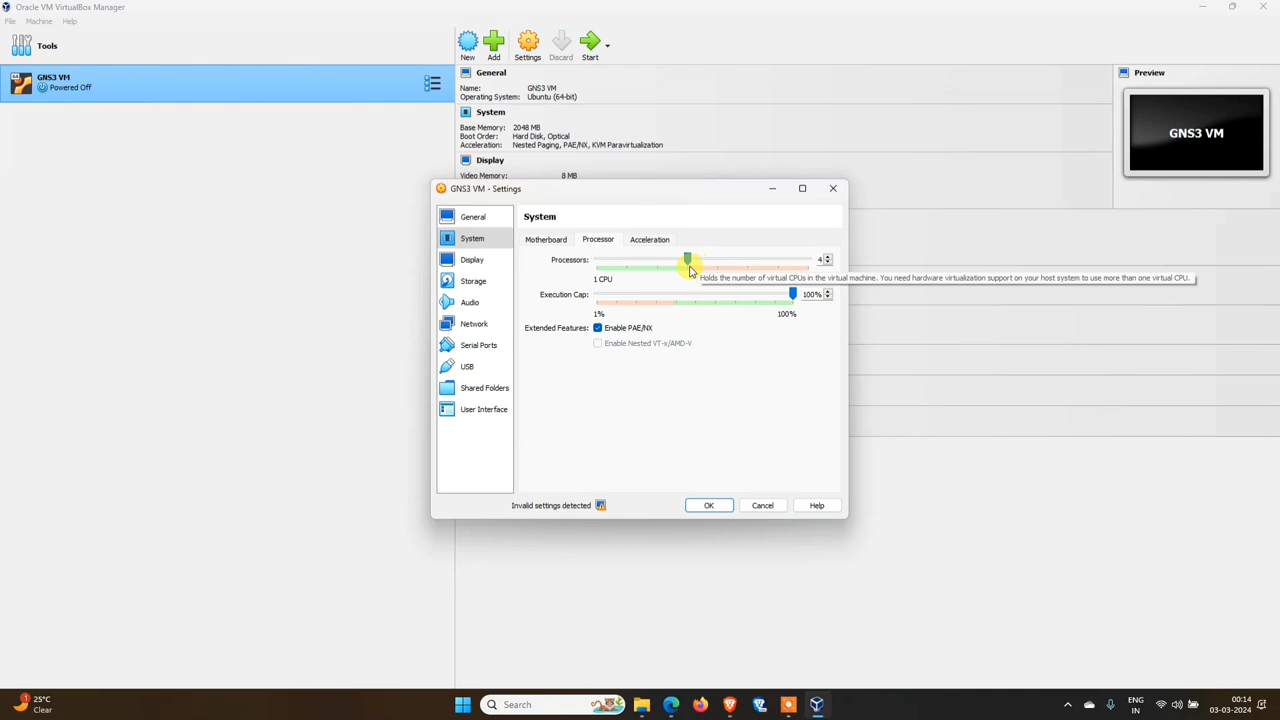 Oracle VM VirtualBox Manager
File Machine Help
Tools
New Add Settings Discard Start
GNS3 VM
Powered Off
General
Name: GNS3 VM
Operating System: Ubuntu (64-bit)
System
Base Memory: 2048 MB
Boot Order: Hard Disk, Optical
Acceleration: Nested Paging, PAE/NX, KVM Paravirtualization
Display
Video Memory: 8 MB
Preview
GNS3 VM
GNS3 VM - Settings
General
System
Display
Storage
Audio
Network
Serial Ports
USB
Shared Folders
User Interface
System
Motherboard Processor Acceleration
Processors: 4
1 CPU
Holds the number of virtual CPUs in the virtual machine. You need hardware virtualization support on your host system to use more than one virtual CPU.
Execution Cap: 100%
1% 100%
Extended Features: Enable PAE/NX
Enable Nested VT-x/AMD-V
Invalid settings detected
OK Cancel Help
1
25°C
Clear
Search
ENG
IN
00:14
03-03-2024